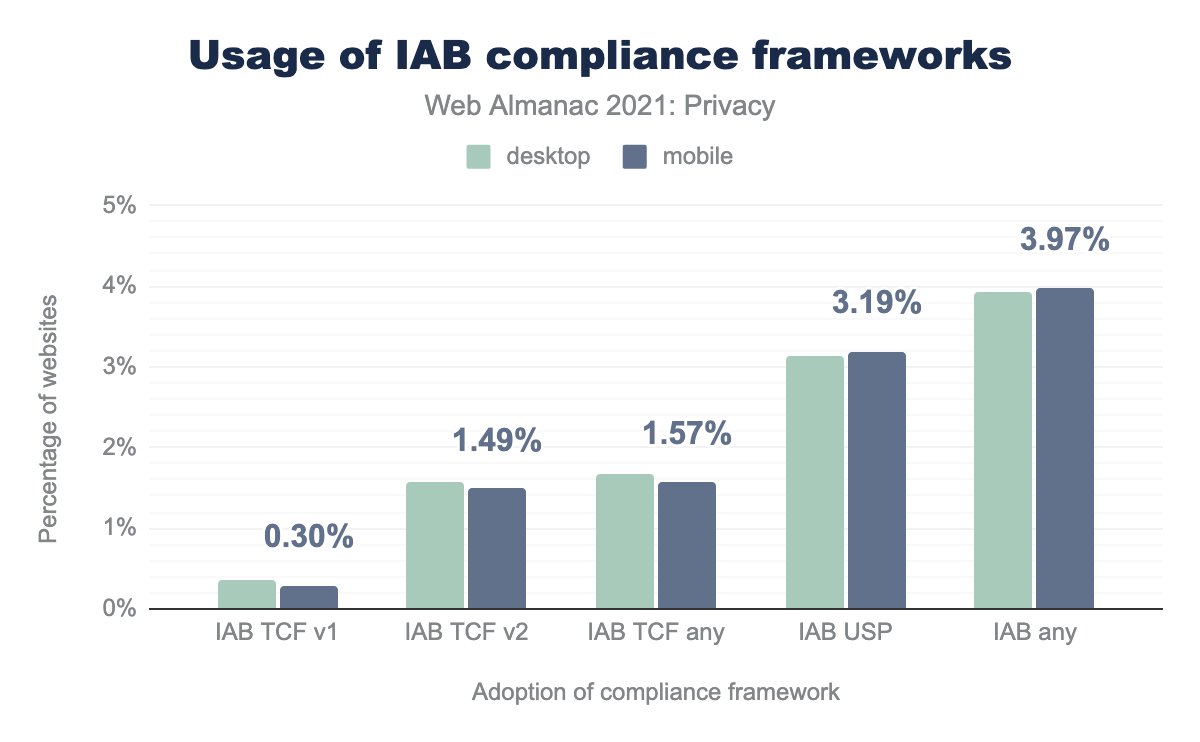 Usage of IAB compliance frameworks
Web Almanac 2021: Privacy
desktop mobile
Percentage of websites
5%
4%
3%
2%
1%
0%
0.30%
1.49%
1.57%
3.19%
3.97%
IAB TCF v1 IAB TCF v2 IAB TCF any IAB USP IAB any
Adoption of compliance framework